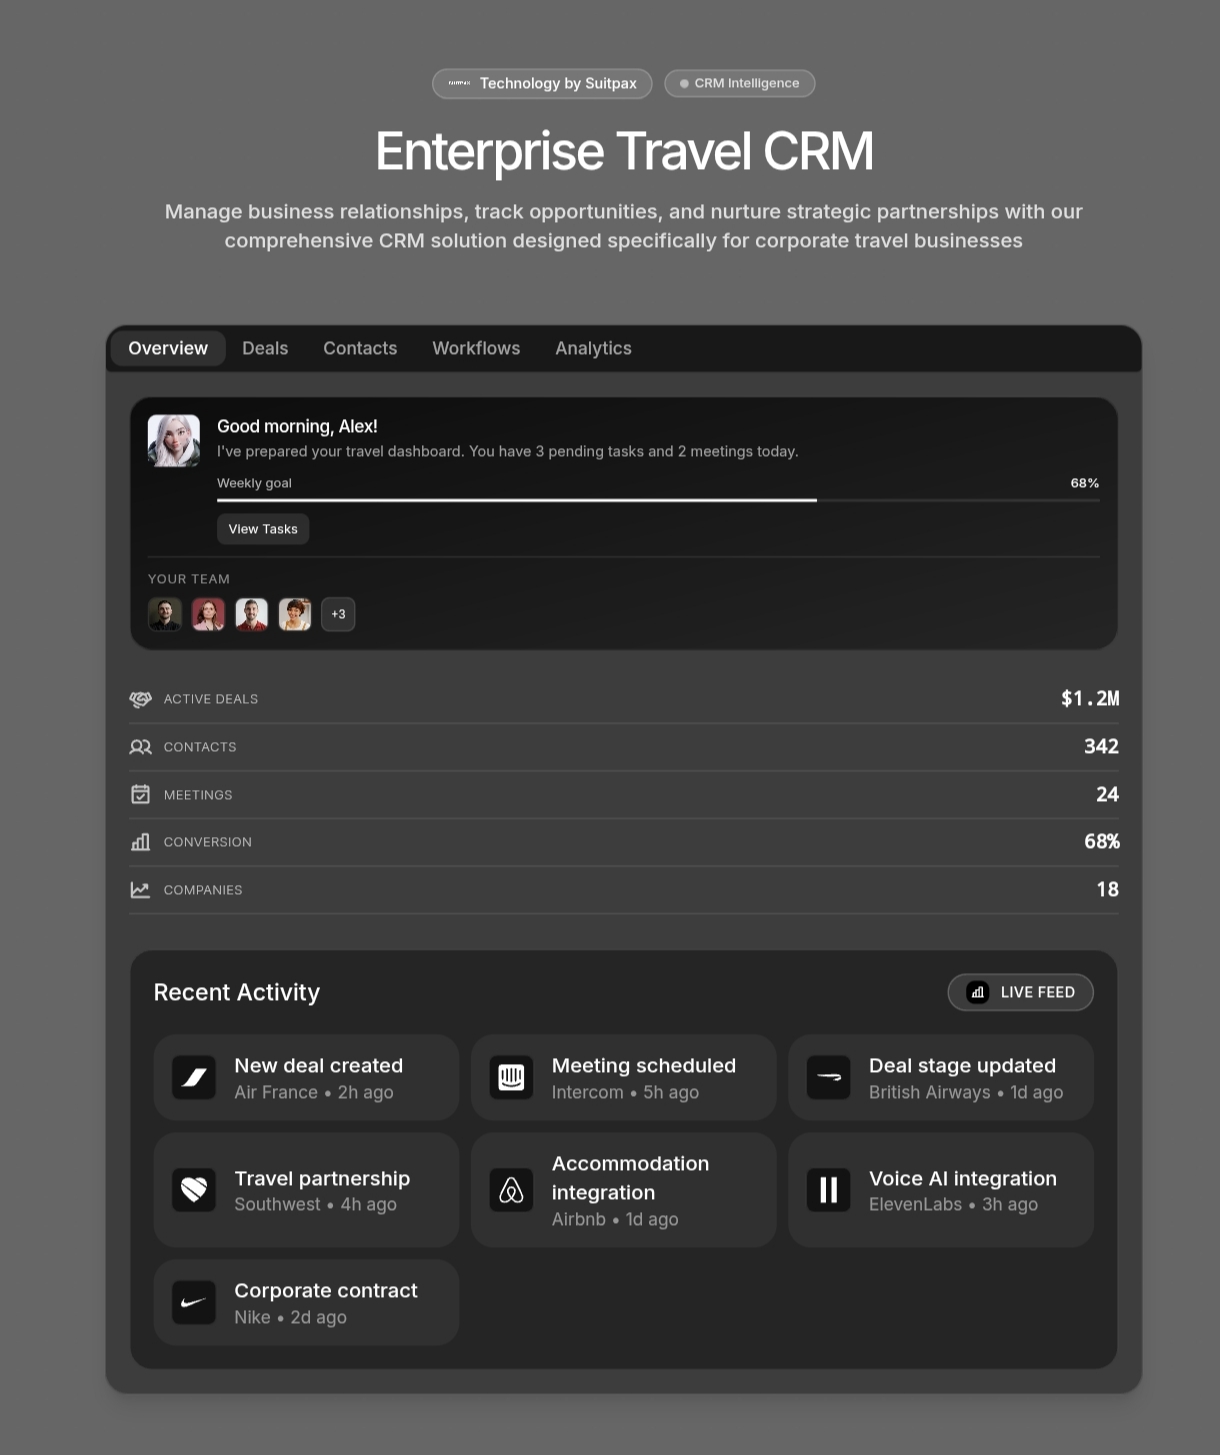 Technology by Suitpax
CRM Intelligence
Enterprise Travel CRM
Manage business relationships, track opportunities, and nurture strategic partnerships with our
comprehensive CRM solution designed specifically for corporate travel businesses
Overview Deals Contacts Workflows Analytics
Good morning, Alex!
I've prepared your travel dashboard. You have 3 pending tasks and 2 meetings today.
Weekly goal 68%
View Tasks
YOUR TEAM
+3
ACTIVE DEALS $1.2M
CONTACTS 342
MEETINGS 24
CONVERSION 68%
COMPANIES 18
Recent Activity
LIVE FEED
New deal created
Air France • 2h ago
Meeting scheduled
Intercom • 5h ago
Deal stage updated
British Airways • 1d ago
Travel partnership
Southwest • 4h ago
Accommodation
integration
Airbnb • 1d ago
Voice AI integration
ElevenLabs • 3h ago
Corporate contract
Nike • 2d ago